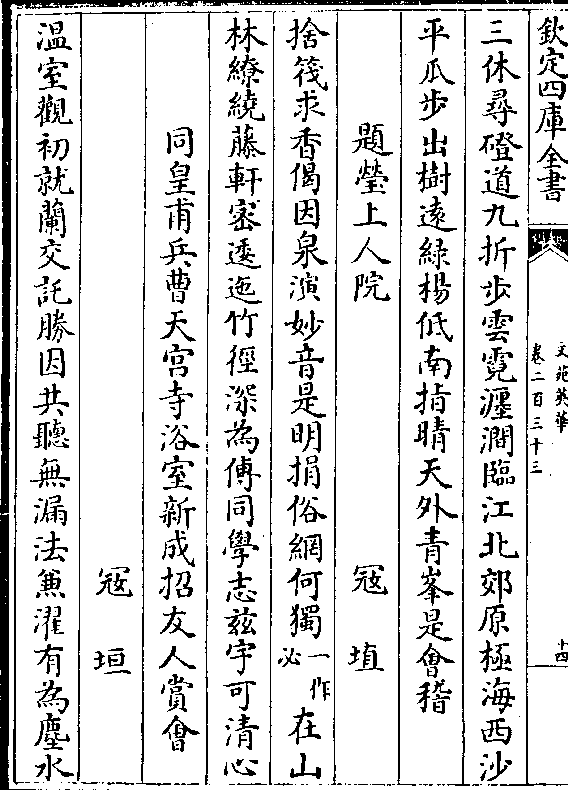 欽定四庫全書
文苑英華
卷二百三十三
十四
三休尋磴道九折步雲霓瀍澗臨江北郊原極海西沙
平瓜步出樹遠緑楊低南指晴天外青峯是會稽
題瑩上人院
冦埴
捨筏求香偈因泉演妙音是明捐俗網何獨一作必在山
林繚繞藤軒宻逶迤竹徑深為傳同學志兹宇可清心
同皇甫兵曹天宫寺浴室新成招友人賞會
冦垣
温室觀初就蘭交託勝因共聽無漏法兼濯有為塵水